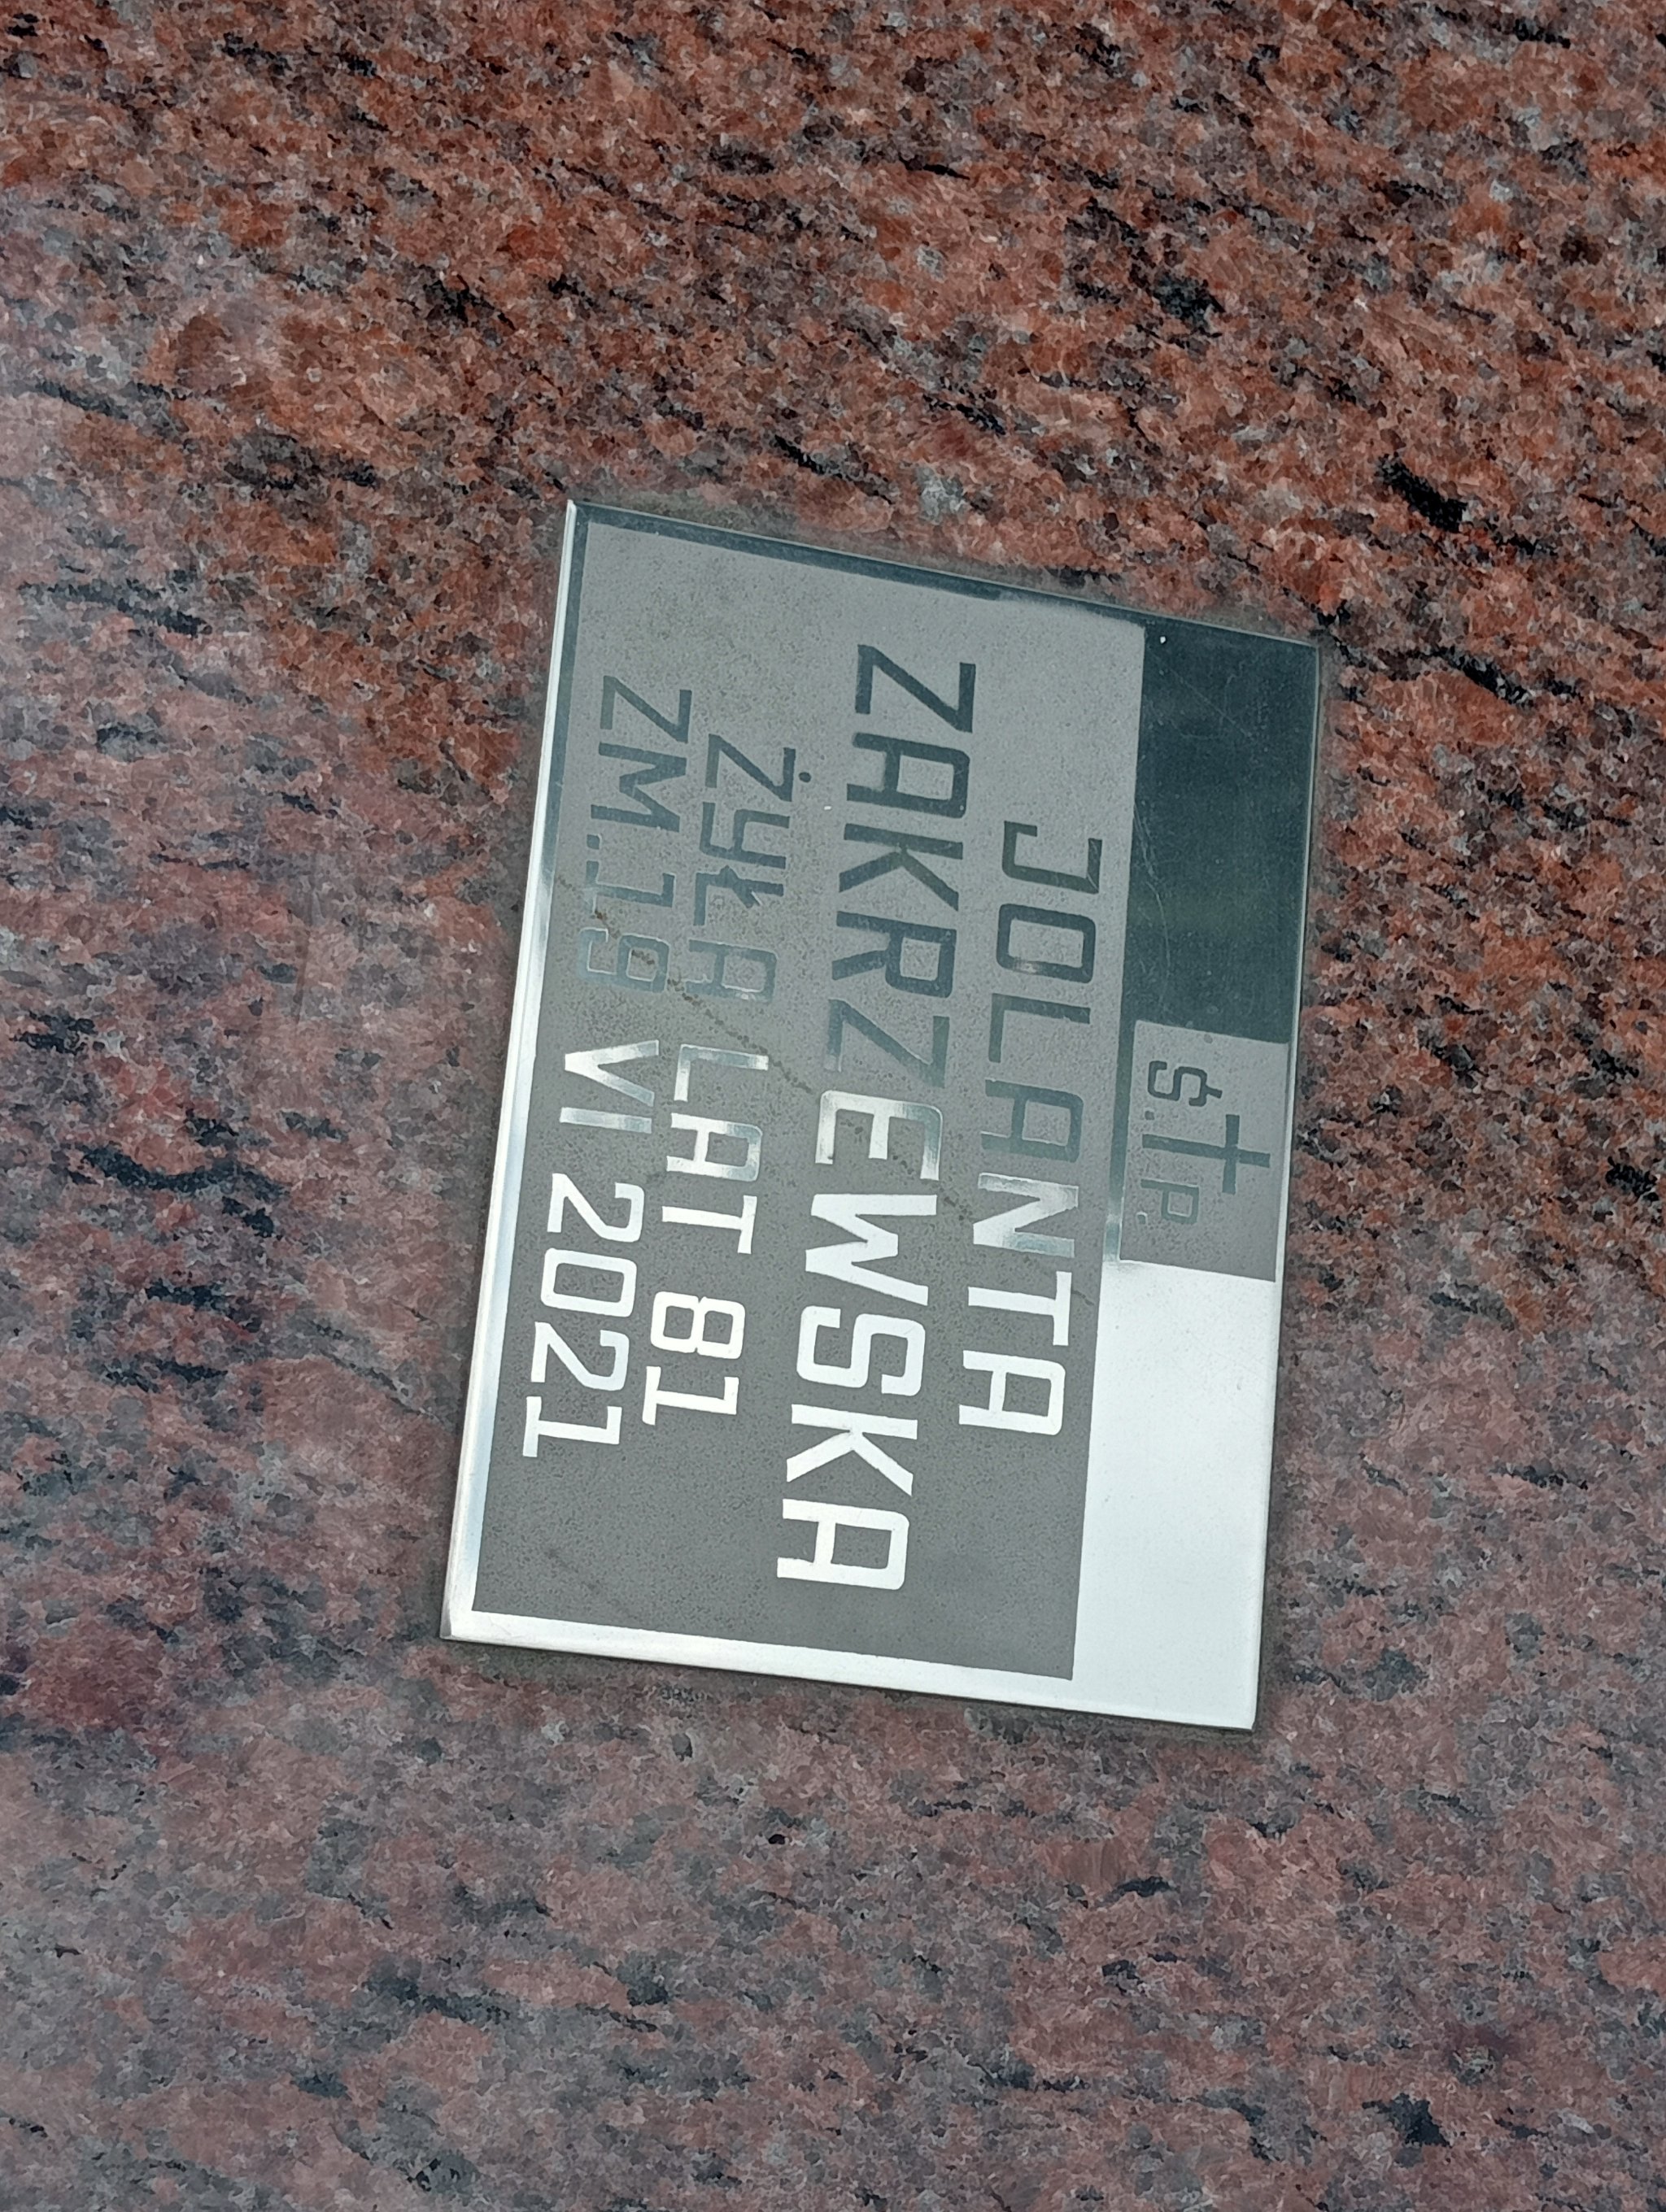 Ś. † P.
JOLANTA
ZAKRZEWSKA
ŻYŁA LAT 81
ZM. 19 VI 2021